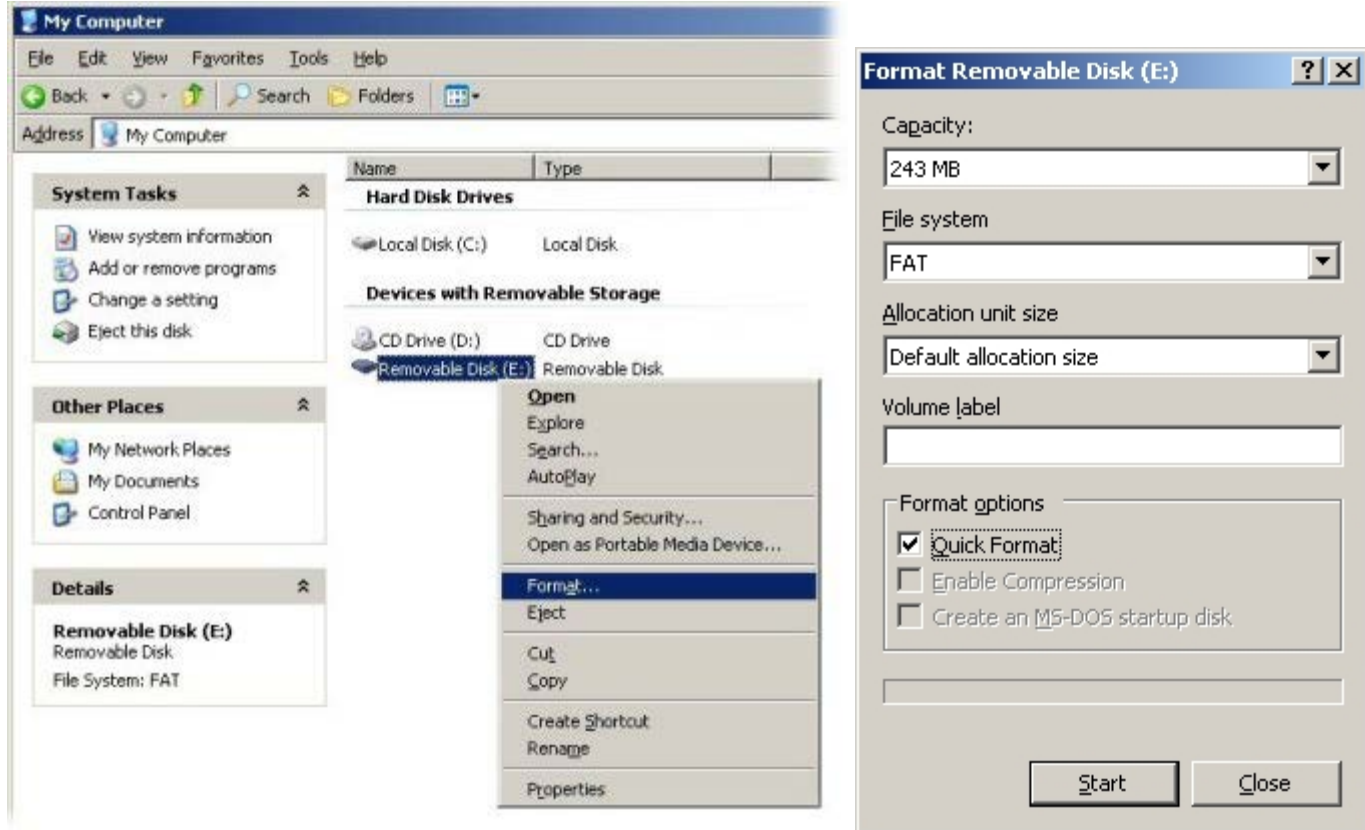 My Computer
File Edit View Favorites Tools Help
Back Search Folders
Address My Computer
System Tasks
View system information
Add or remove programs
Change a setting
Eject this disk
Other Places
My Network Places
My Documents
Control Panel
Details
Removable Disk (E:)
Removable Disk
File System: FAT
Name Type
Hard Disk Drives
Local Disk (C:) Local Disk
Devices with Removable Storage
CD Drive (D:) CD Drive
Removable Disk (E:) Removable Disk
Open
Explore
Search...
AutoPlay
Sharing and Security...
Open as Portable Media Device...
Format...
Eject
Cut
Copy
Create Shortcut
Rename
Properties
Format Removable Disk (E:)
Capacity:
243 MB
File system
FAT
Allocation unit size
Default allocation size
Volume label
Format options
Quick Format
Enable Compression
Create an MS-DOS startup disk
Start Close